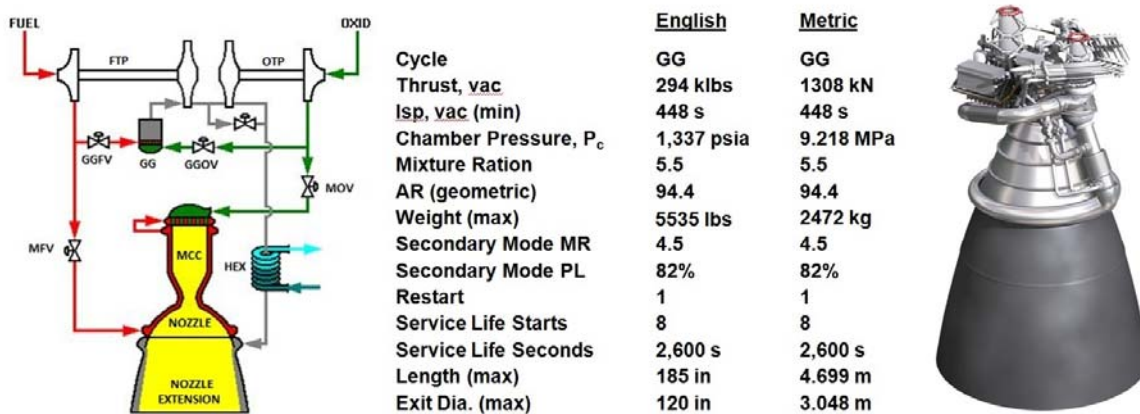 FUEL
OXID
FTP
OTP
GGFV
GG
GGOV
MOV
MFV
MCC
HEX
NOZZLE
NOZZLE
EXTENSION
English Metric
Cycle GG GG
Thrust, vac 294 klbs 1308 kN
Isp, vac (min) 448 s 448 s
Chamber Pressure, Pc 1,337 psia 9.218 MPa
Mixture Ration 5.5 5.5
AR (geometric) 94.4 94.4
Weight (max) 5535 lbs 2472 kg
Secondary Mode MR 4.5 4.5
Secondary Mode PL 82% 82%
Restart 1 1
Service Life Starts 8 8
Service Life Seconds 2,600 s 2,600 s
Length (max) 185 in 4.699 m
Exit Dia. (max) 120 in 3.048 m